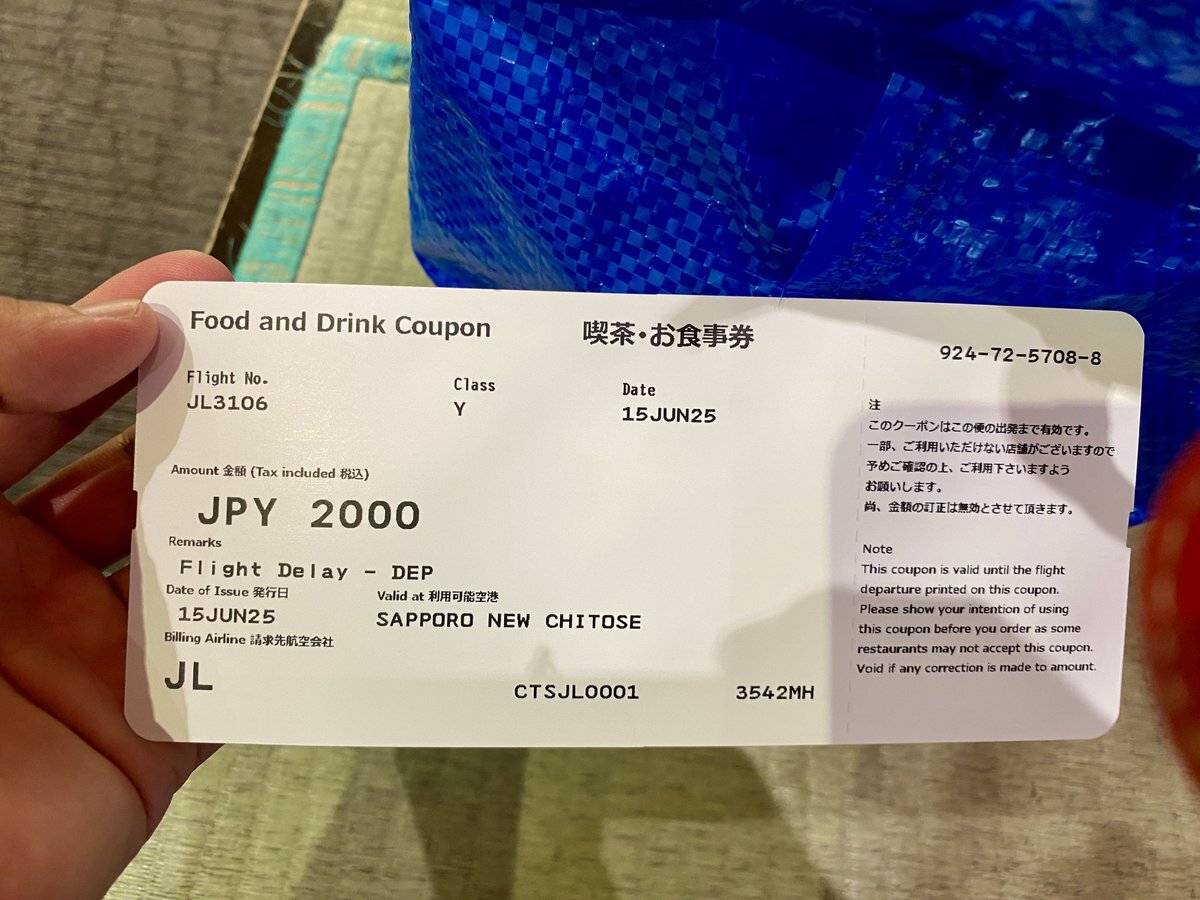 Food and Drink Coupon 喫茶・お食事券
924-72-5708-8
Flight No. Class Date
JL3106 Y 15JUN25
Amount 金額 (Tax included 税込)
JPY 2000
Remarks
Flight Delay - DEP
Date of Issue 発行日 Valid at 利用可能空港
15JUN25 SAPPORO NEW CHITOSE
Billing Airline 請求先航空会社
JL
CTSJL0001 3542MH
注
このクーポンはこの便の出発まで有効です。
一部、ご利用いただけない店舗がございますので
予めご確認の上、ご利用下さいますよう
お願いします。
尚、金額の訂正は無効とさせて頂きます。
Note
This coupon is valid until the flight
departure printed on this coupon.
Please show your intention of using
this coupon before you order as some
restaurants may not accept this coupon.
Void if any correction is made to amount.